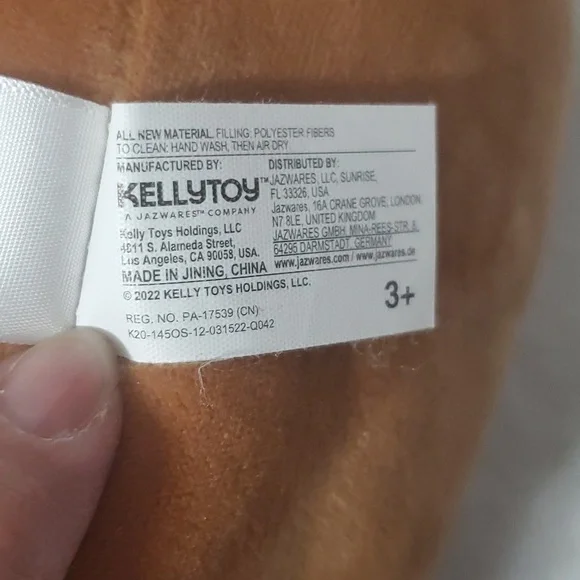 ALL NEW MATERIAL. FILLING: POLYESTER FIBERS
TO CLEAN: HAND WASH, THEN AIR DRY.
MANUFACTURED BY:
KELLYTOY™
A JAZWARES™ COMPANY
Kelly Toys Holdings, LLC
4811 S. Alameda Street,
Los Angeles, CA 90058, USA.
MADE IN JINING, CHINA
© 2022 KELLY TOYS HOLDINGS, LLC.
DISTRIBUTED BY:
JAZWARES, LLC, SUNRISE,
FL 33326, USA
Jazwares, 16A CRANE GROVE, LONDON,
N7 8LE, UNITED KINGDOM
JAZWARES GMBH, MINA-REES-STR. 8,
64295 DARMSTADT, GERMANY
www.jazwares.com / www.jazwares.de
3+
REG. NO. PA-17539 (CN)
K20-145OS-12-031522-Q042